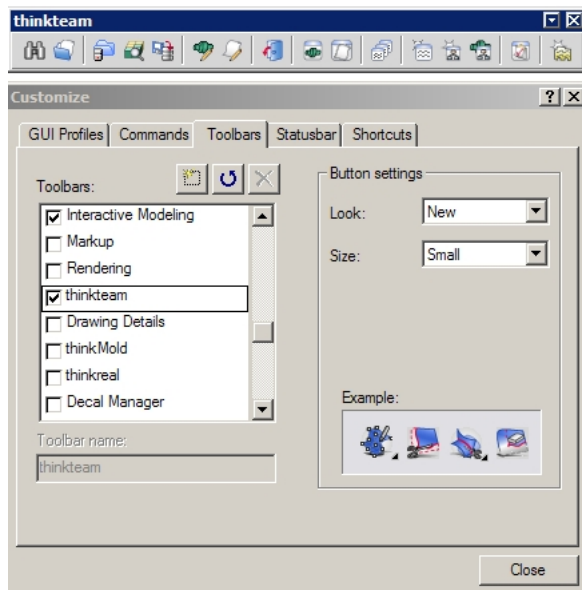 thinkteam
Customize
GUI Profiles Commands Toolbars Statusbar Shortcuts
Toolbars:
Interactive Modeling
Markup
Rendering
thinkteam
Drawing Details
thinkMold
thinkreal
Decal Manager
Toolbar name:
thinkteam
Button settings
Look: New
Size: Small
Example:
Close